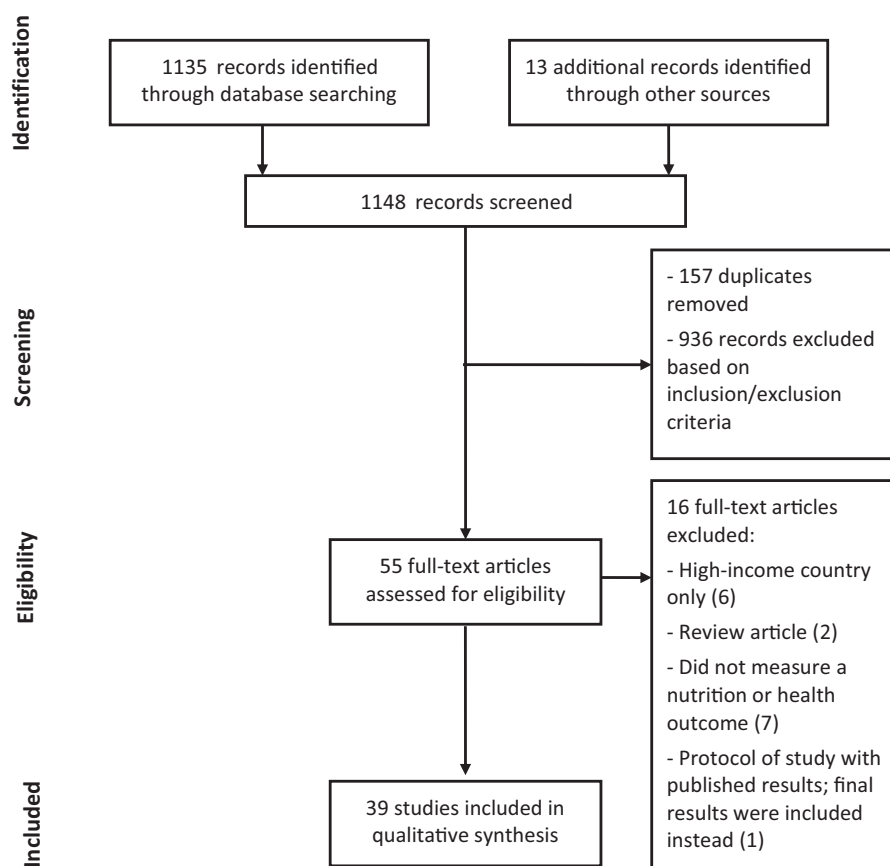 Identification
1135 records identified
through database searching
13 additional records identified
through other sources
1148 records screened
Screening
- 157 duplicates
removed
- 936 records excluded
based on
inclusion/exclusion
criteria
Eligibility
55 full-text articles
assessed for eligibility
16 full-text articles
excluded:
- High-income country
only (6)
- Review article (2)
- Did not measure a
nutrition or health
outcome (7)
- Protocol of study with
published results; final
results were included
instead (1)
Included
39 studies included in
qualitative synthesis